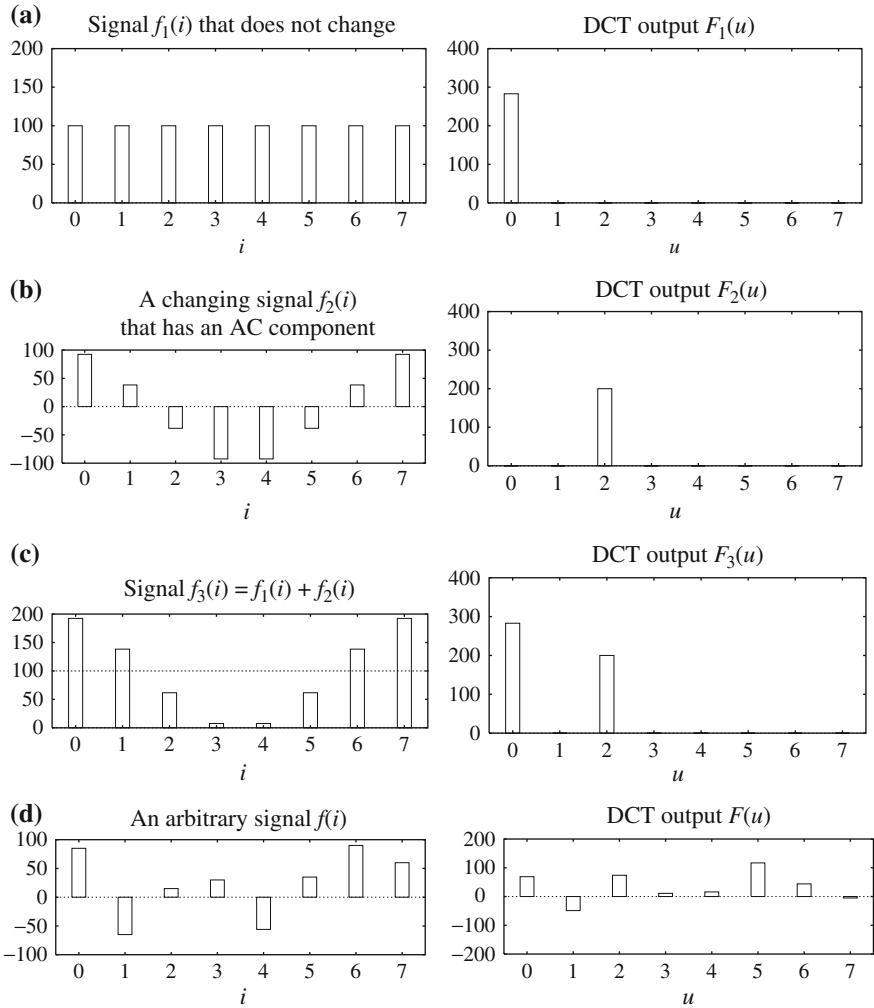 (a)
Signal f₁(i) that does not change
200
150
100
50
0
0 1 2 3 4 5 6 7
i
DCT output F₁(u)
400
300
200
100
0
0 1 2 3 4 5 6 7
u
(b)
A changing signal f₂(i)
that has an AC component
100
50
0
−50
−100
0 1 2 3 4 5 6 7
i
DCT output F₂(u)
400
300
200
100
0
0 1 2 3 4 5 6 7
u
(c)
Signal f₃(i) = f₁(i) + f₂(i)
200
150
100
50
0
0 1 2 3 4 5 6 7
i
DCT output F₃(u)
400
300
200
100
0
0 1 2 3 4 5 6 7
u
(d)
An arbitrary signal f(i)
100
50
0
−50
−100
0 1 2 3 4 5 6 7
i
DCT output F(u)
200
100
0
−100
−200
0 1 2 3 4 5 6 7
u